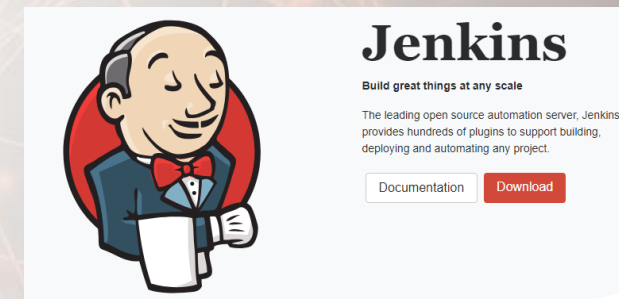 Jenkins
Build great things at any scale
The leading open source automation server, Jenkins
provides hundreds of plugins to support building,
deploying and automating any project.
Documentation Download